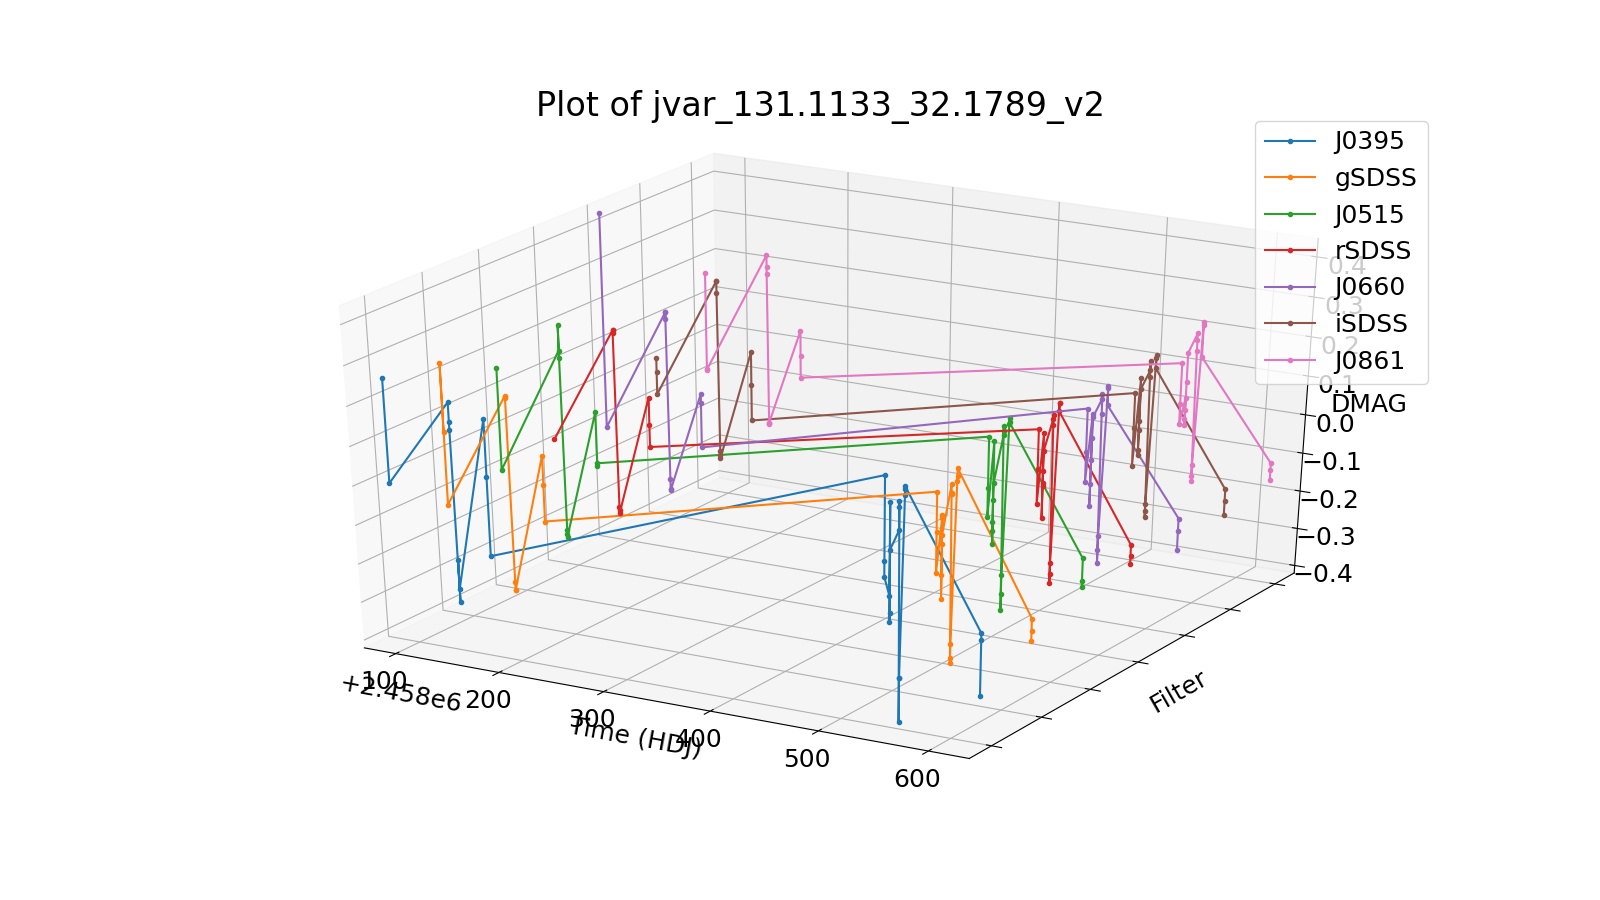 Plot of jvar_131.1133_32.1789_v2
J0395
gSDSS
J0515
rSDSS
J0660
iSDSS
J0861
0.4
0.3
0.2
0.1
DMAG
0.0
−0.1
−0.2
−0.3
−0.4
Filter
100
+2.458e6
200
300
Time (HDJ)
400
500
600